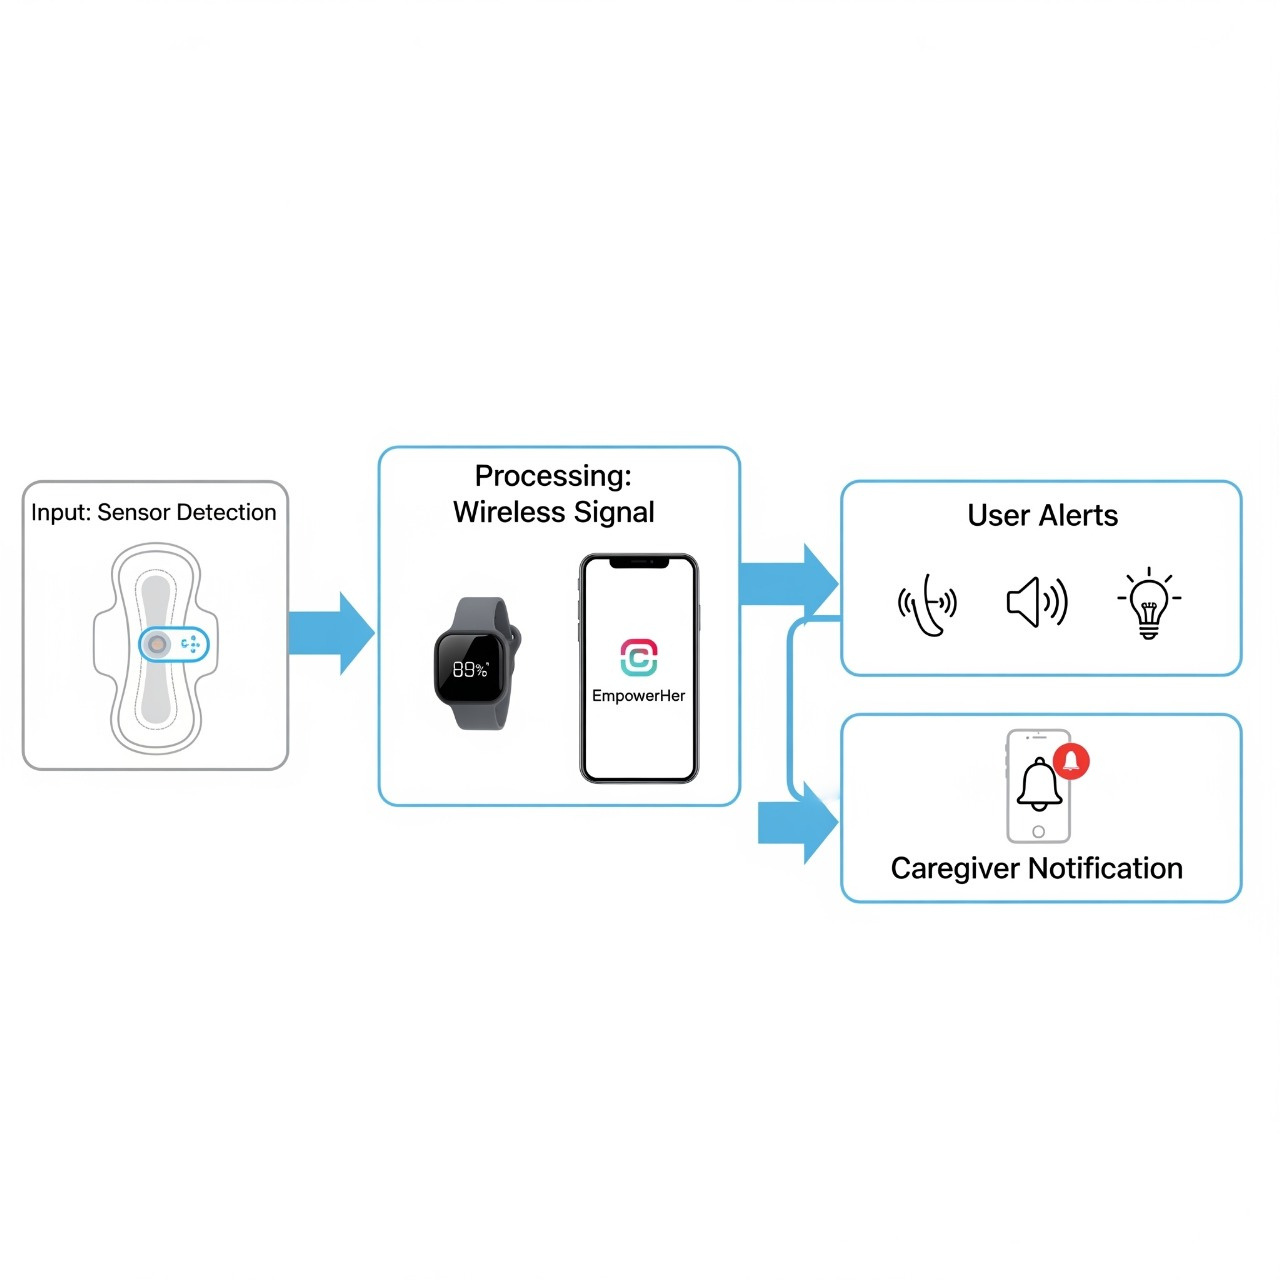 Input: Sensor Detection
Processing:
Wireless Signal
89%
EmpowerHer
User Alerts
Caregiver Notification